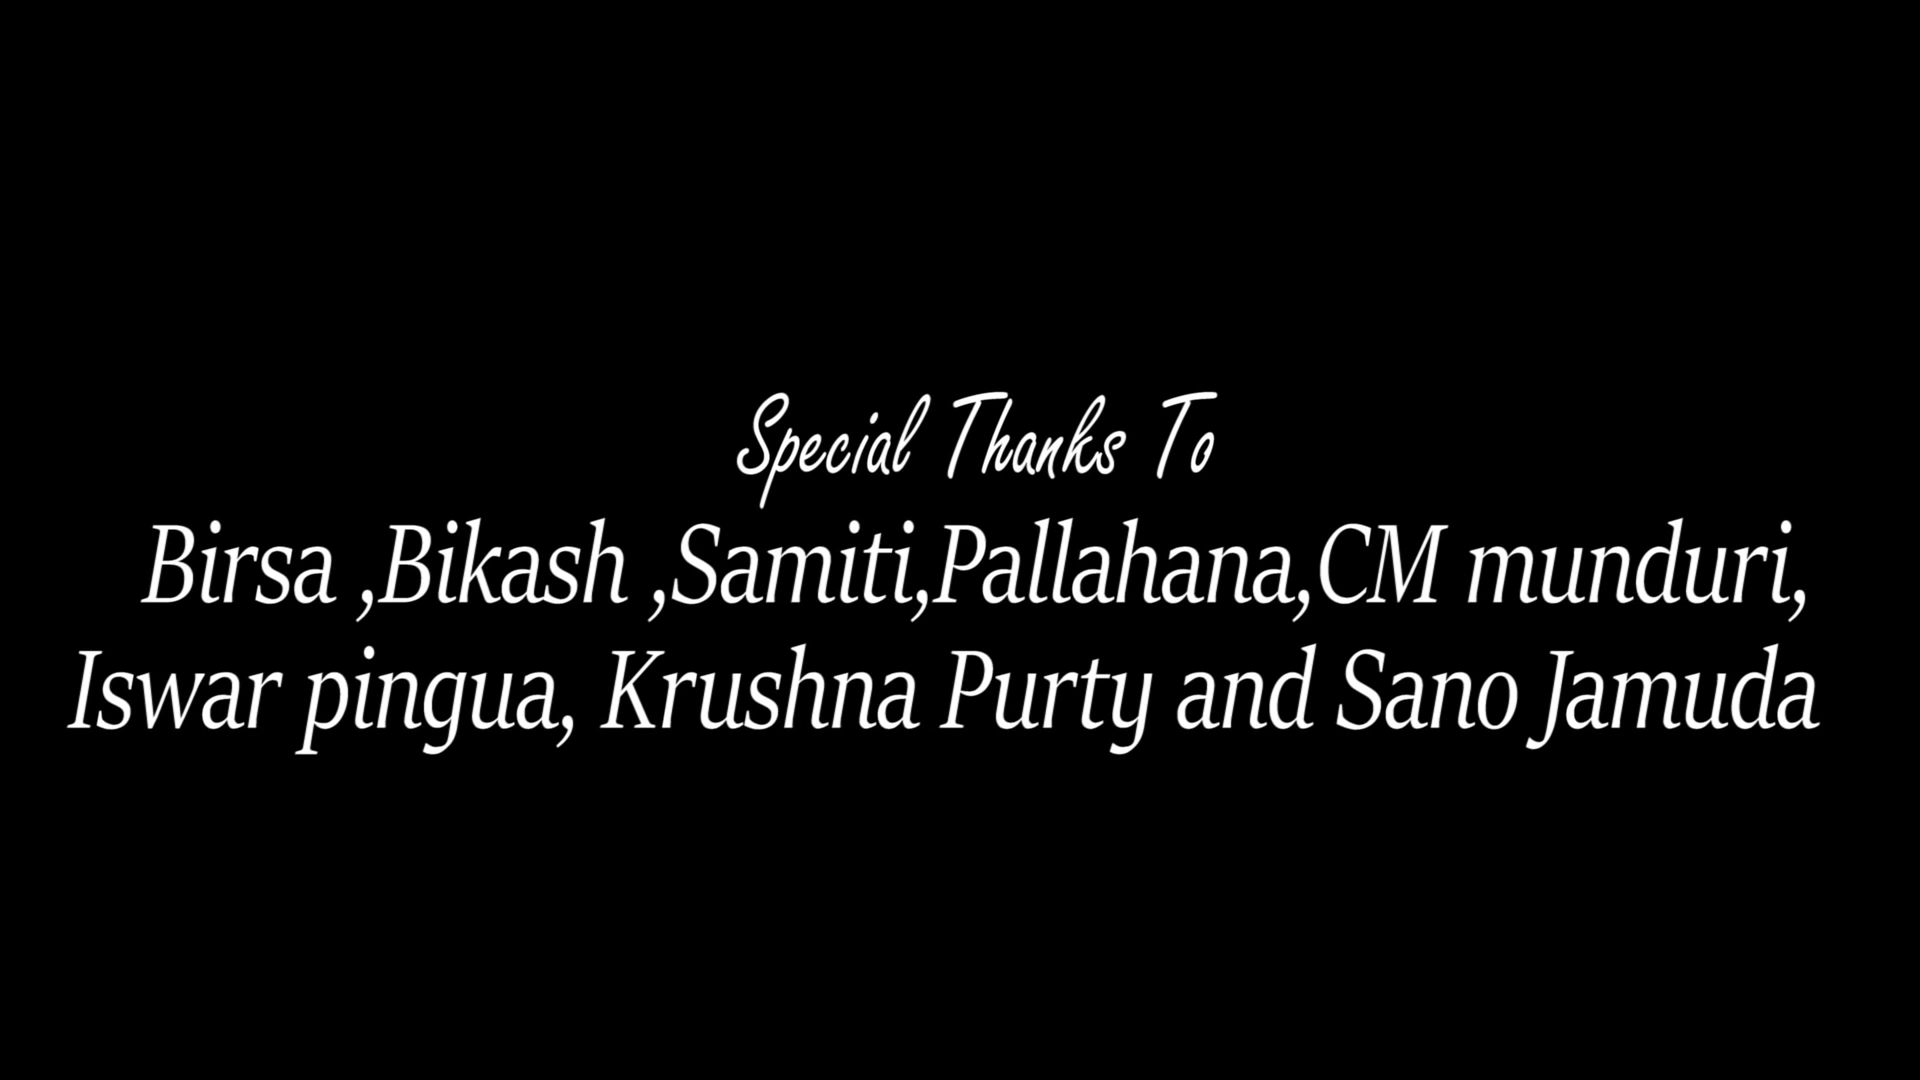 Special Thanks To
Birsa ,Bikash ,Samiti,Pallahana,CM munduri,
Iswar pingua, Krushna Purty and Sano Jamuda